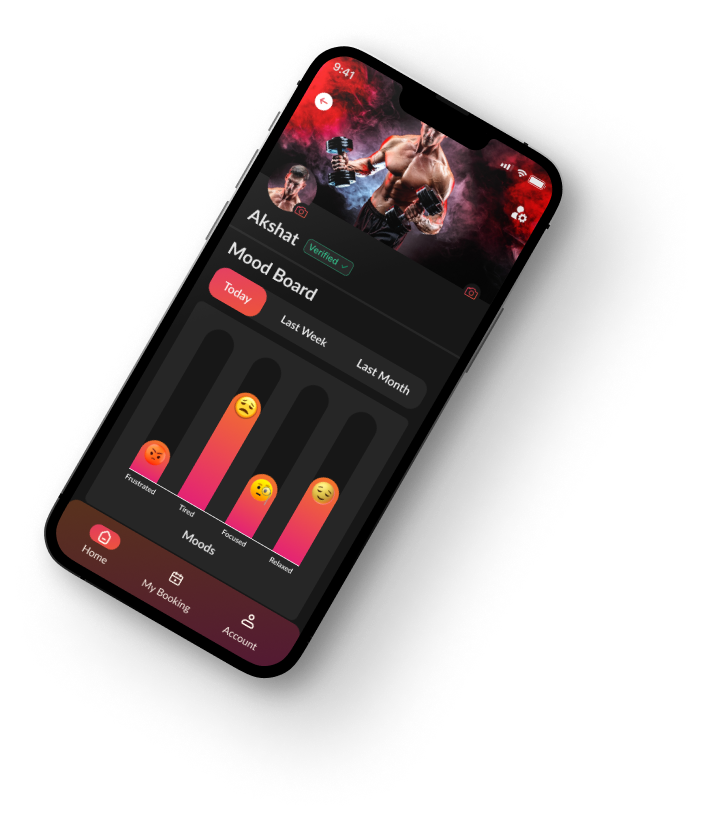 9:41
Akshat
Verified
Mood Board
Today
Last Week
Last Month
Frustrated
Tired
Focused
Relaxed
Moods
Home
My Booking
Account